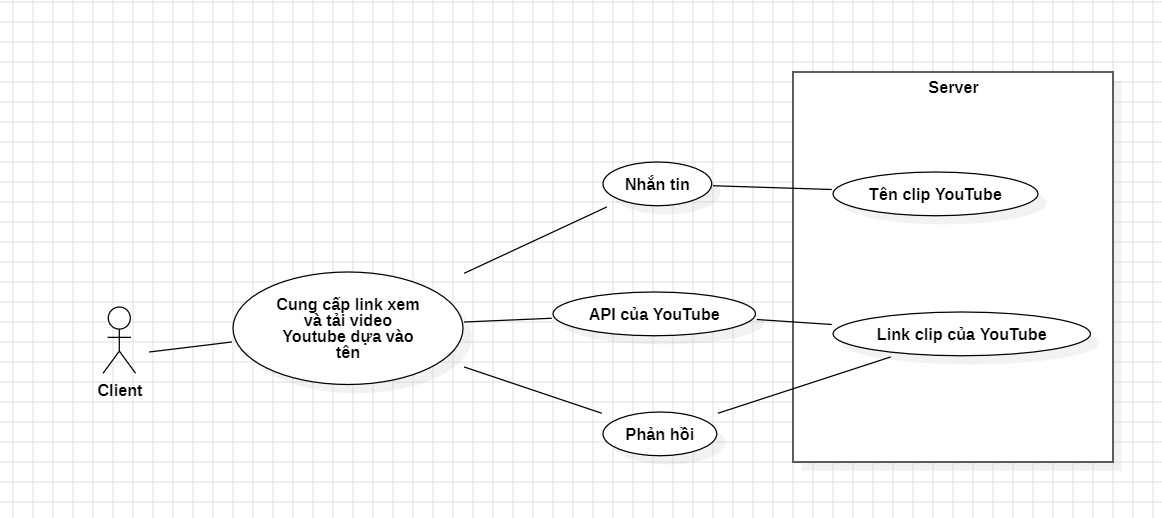 Server
Nhắn tin
Tên clip YouTube
Cung cấp link xem
và tải video
Youtube dựa vào
tên
API của YouTube
Link clip của YouTube
Client
Phản hồi